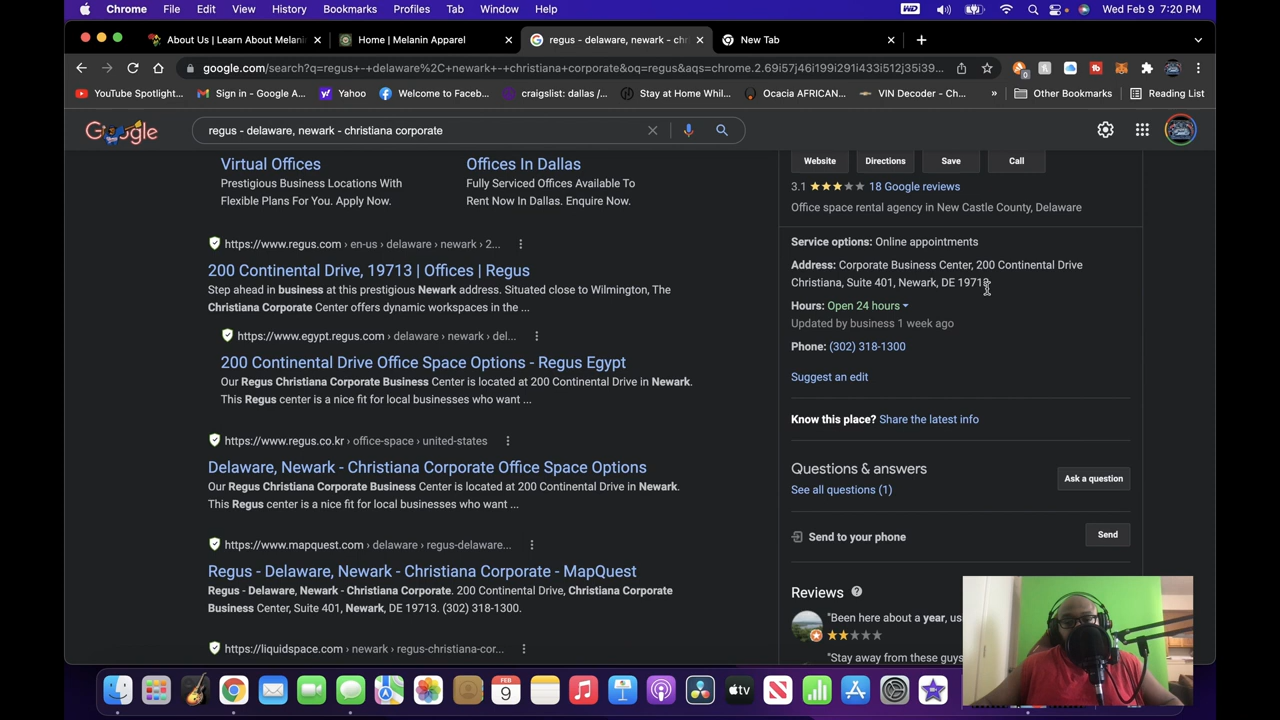 Chrome File Edit View History Bookmarks Profiles Tab Window Help WD Wed Feb 9 7:20 PM
About Us | Learn About Melani Home | Melanin Apparel regus - delaware, newark - chr New Tab
google.com/search?q=regus+-+delaware%2C+newark+-+christiana+corporate&oq=regus&aqs=chrome.2.69i57j46i199i291i433i512j35i39...
YouTube Spotlight... Sign in - Google A... Yahoo Welcome to Faceb... craigslist: dallas /... Stay at Home Whil... Ocacia AFRICAN... VIN Decoder - Ch... » Other Bookmarks Reading List
Google regus - delaware, newark - christiana corporate
Virtual Offices Offices In Dallas
Prestigious Business Locations With Fully Serviced Offices Available To
Flexible Plans For You. Apply Now. Rent Now In Dallas. Enquire Now.
https://www.regus.com › en-us › delaware › newark › 2...
200 Continental Drive, 19713 | Offices | Regus
Step ahead in business at this prestigious Newark address. Situated close to Wilmington, The
Christiana Corporate Center offers dynamic workspaces in the ...
https://www.egypt.regus.com › delaware › newark › del...
200 Continental Drive Office Space Options - Regus Egypt
Our Regus Christiana Corporate Business Center is located at 200 Continental Drive in Newark.
This Regus center is a nice fit for local businesses who want ...
https://www.regus.co.kr › office-space › united-states
Delaware, Newark - Christiana Corporate Office Space Options
Our Regus Christiana Corporate Business Center is located at 200 Continental Drive in Newark.
This Regus center is a nice fit for local businesses who want ...
https://www.mapquest.com › delaware › regus-delaware...
Regus - Delaware, Newark - Christiana Corporate - MapQuest
Regus - Delaware, Newark - Christiana Corporate. 200 Continental Drive, Christiana Corporate
Business Center, Suite 401, Newark, DE 19713. (302) 318-1300.
https://www.liquidspace.com › newark › regus-christiana-cor...
Website Directions Save Call
3.1 18 Google reviews
Office space rental agency in New Castle County, Delaware
Service options: Online appointments
Address: Corporate Business Center, 200 Continental Drive
Christiana, Suite 401, Newark, DE 19713
Hours: Open 24 hours
Updated by business 1 week ago
Phone: (302) 318-1300
Suggest an edit
Know this place? Share the latest info
Questions & answers
See all questions (1) Ask a question
Send to your phone Send
Reviews
"Been here about a year, us
"Stay away from these guys
FEB
9
tv